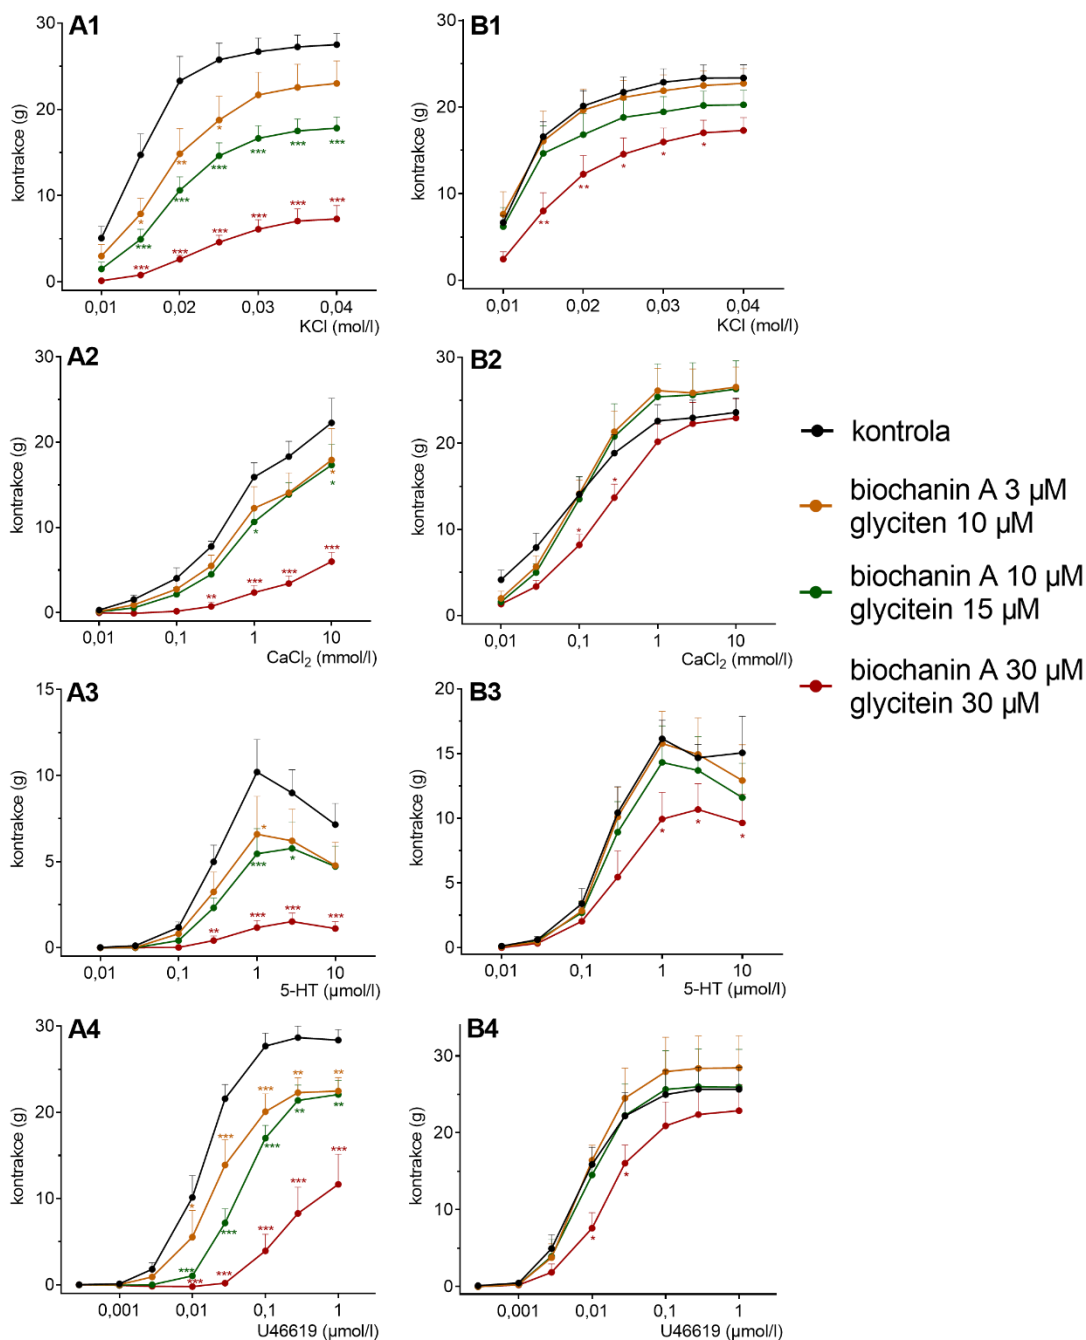 A1
30
20
10
0
kontrakce (g)
*
**
*
***
***
***
***
***
***
***
***
***
***
***
***
0,01 0,02 0,03 0,04
KCl (mol/l)
B1
30
20
10
0
kontrakce (g)
**
**
*
*
*
0,01 0,02 0,03 0,04
KCl (mol/l)
A2
30
20
10
0
kontrakce (g)
*
*
*
**
***
***
***
0,01 0,1 1 10
CaCl2 (mmol/l)
B2
30
20
10
0
kontrakce (g)
*
*
0,01 0,1 1 10
CaCl2 (mmol/l)
kontrola
biochanin A 3 µM
glyciten 10 µM
biochanin A 10 µM
glycitein 15 µM
biochanin A 30 µM
glycitein 30 µM
A3
15
10
5
0
kontrakce (g)
*
***
*
**
***
***
***
0,01 0,1 1 10
5-HT (µmol/l)
B3
20
15
10
5
0
kontrakce (g)
*
*
*
0,01 0,1 1 10
5-HT (µmol/l)
A4
30
20
10
0
kontrakce (g)
*
***
***
**
**
***
***
***
**
**
***
***
***
***
***
0,001 0,01 0,1 1
U46619 (µmol/l)
B4
30
20
10
0
kontrakce (g)
*
*
0,001 0,01 0,1 1
U46619 (µmol/l)